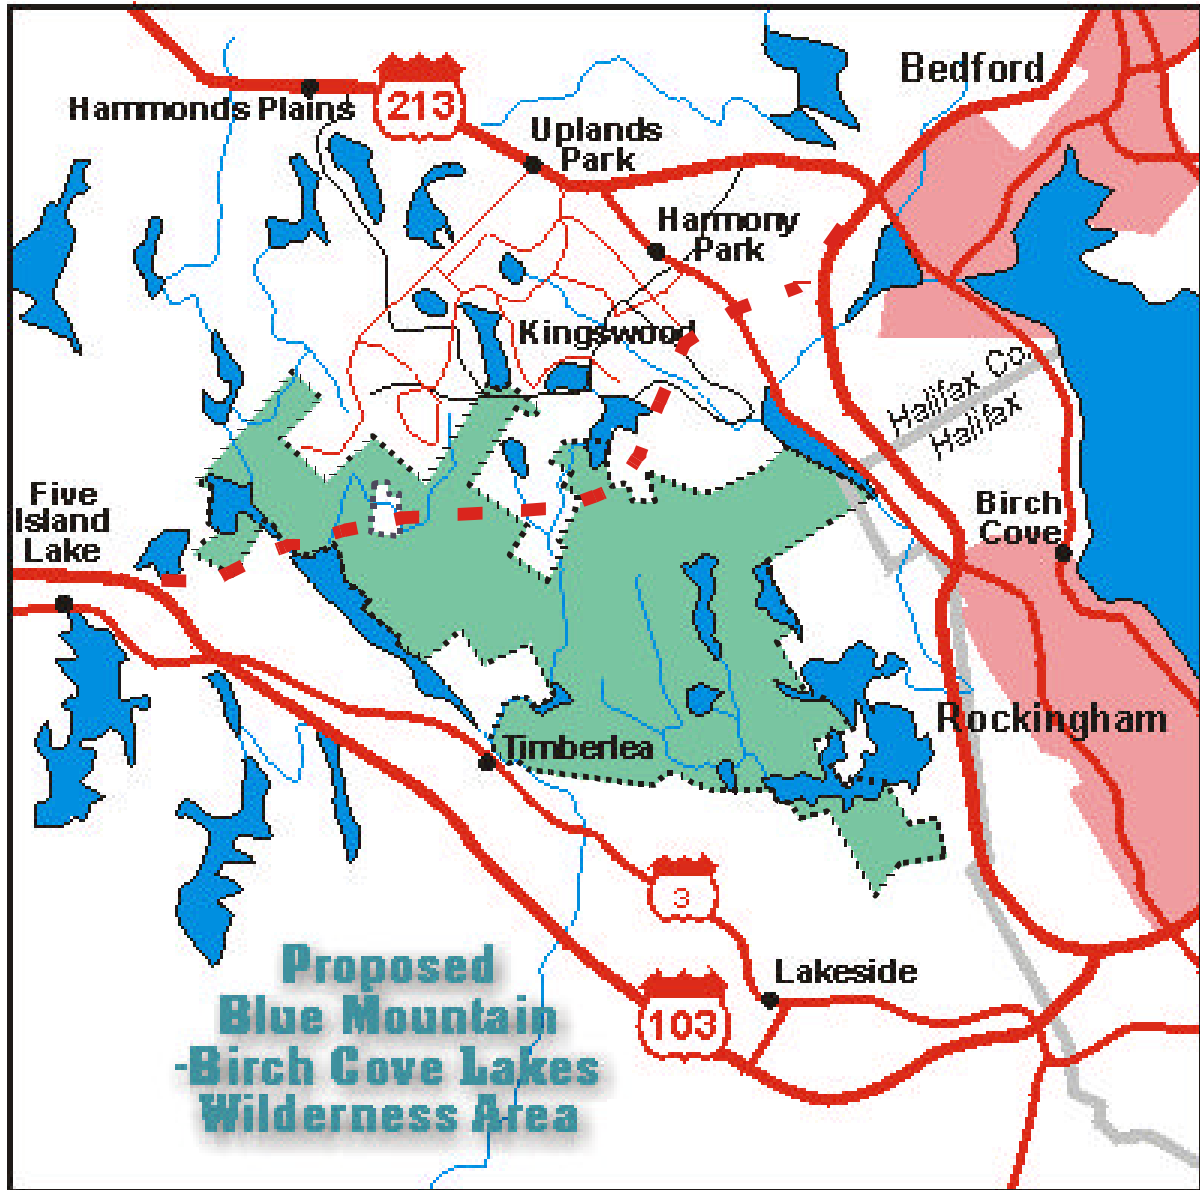 Bedford
Hammonds Plains
213
Uplands
Park
Harmony
Park
Kingswood
Halifax Co.
Halifax
Five
Island
Lake
Birch
Cove
Rockingham
Timberlea
3
Lakeside
103
Proposed
Blue Mountain
-Birch Cove Lakes
Wilderness Area